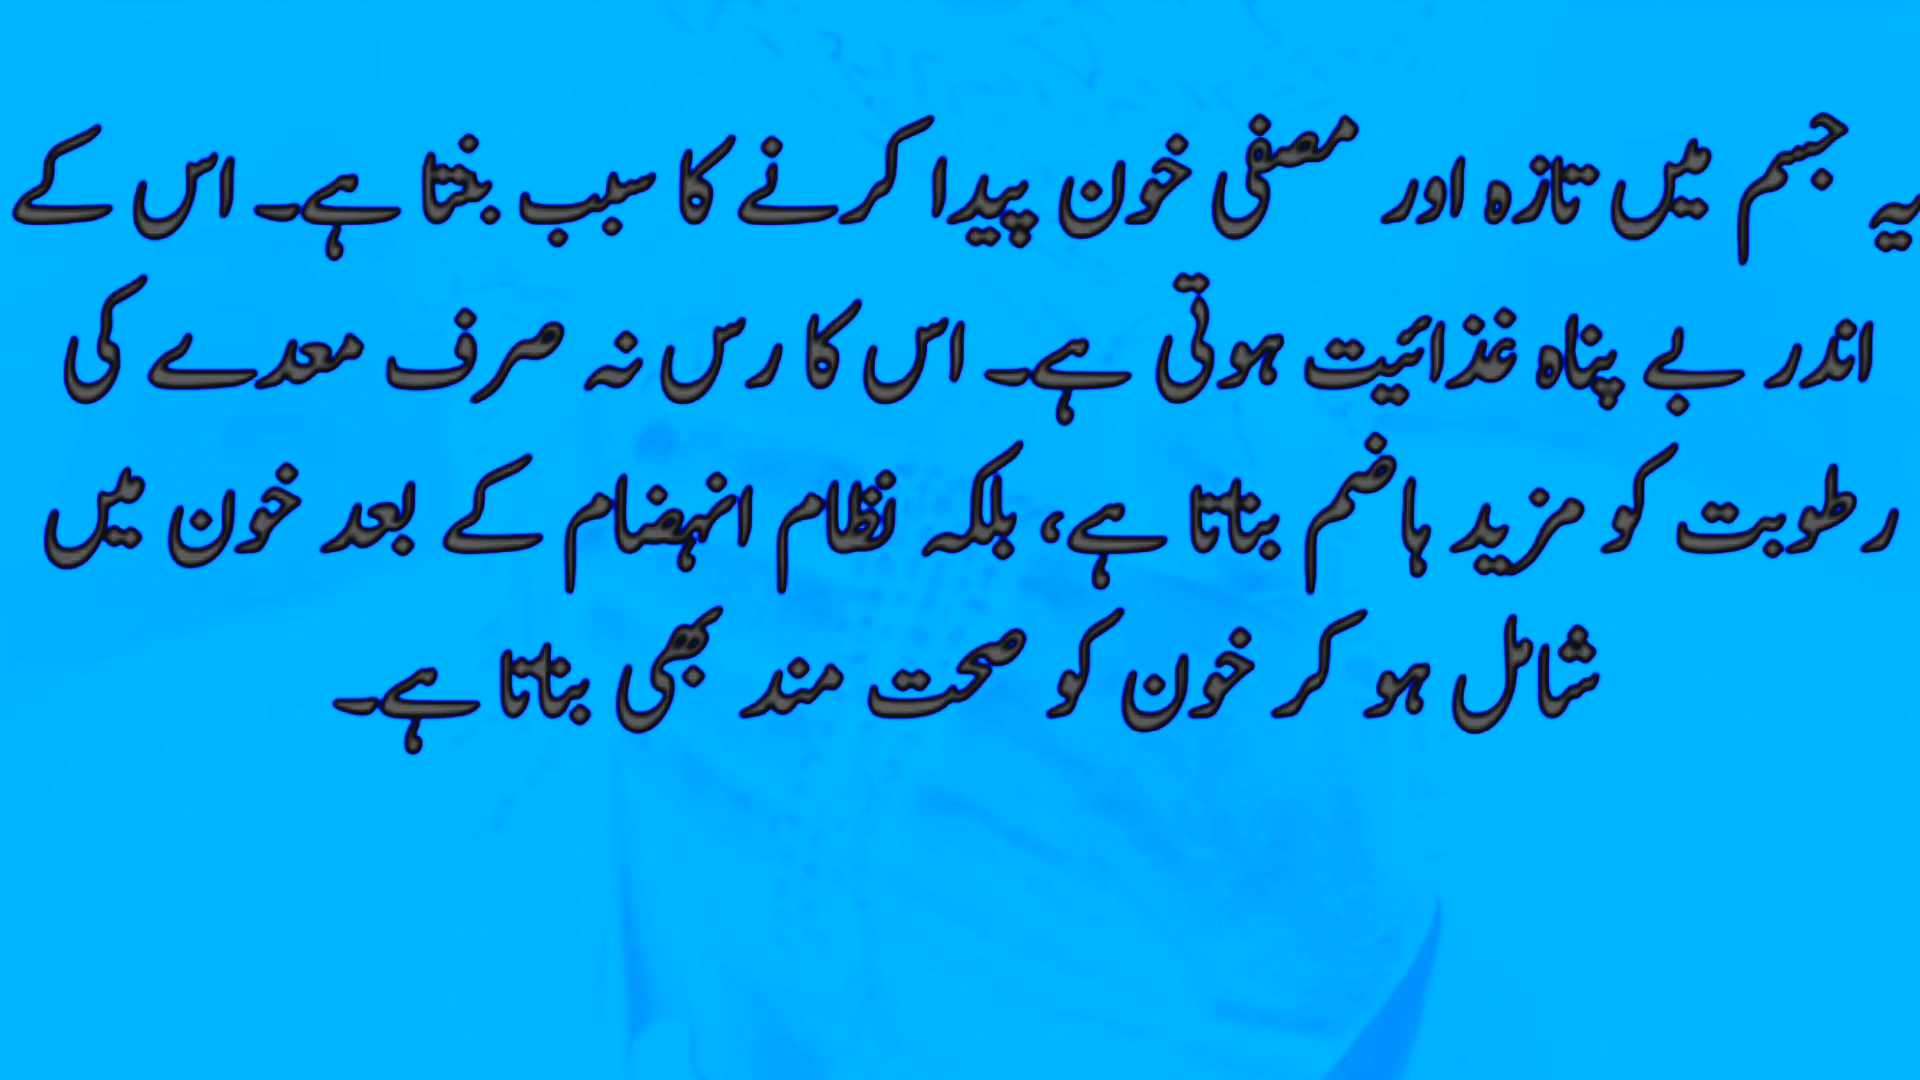 یہ جسم میں تازہ اور مصفی خون پیدا کرنے کا سبب بنتا ہے۔ اس کے
اندر بے پناہ غذائیت ہوتی ہے۔ اس کا رس نہ صرف معدے کی
رطوبت کو مزید ہاضم بناتا ہے، بلکہ نظام انہضام کے بعد خون میں
شامل ہو کر خون کو صحت مند بھی بناتا ہے۔